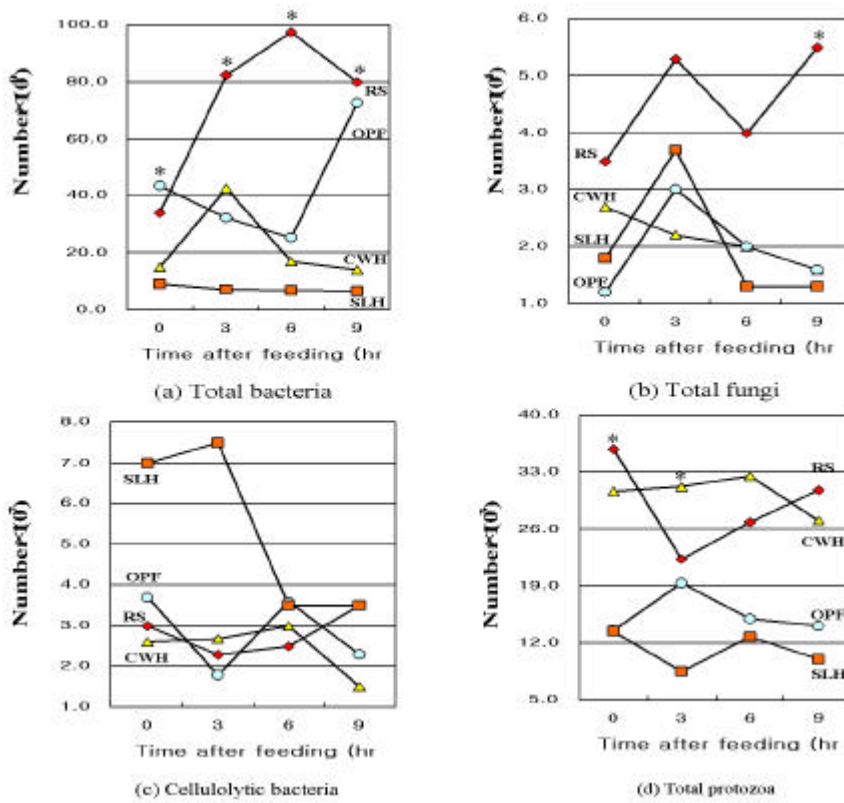 Number
100.0
80.0
60.0
40.0
20.0
0.0
*
*
*
*
RS
OPF
CWH
SLH
0 3 6 9
Time after feeding (hr
(a) Total bacteria
Number
6.0
5.0
4.0
3.0
2.0
1.0
*
RS
CWH
SLH
OPF
0 3 6 9
Time after feeding (hr
(b) Total fungi
Number
8.0
7.0
6.0
5.0
4.0
3.0
2.0
1.0
SLH
OPF
RS
CWH
0 3 6 9
Time after feeding (hr
(c) Cellulolytic bacteria
Number
40.0
33.0
26.0
19.0
12.0
5.0
*
*
RS
CWH
OPF
SLH
0 3 6 9
Time after feeding (hr
(d) Total protozoa